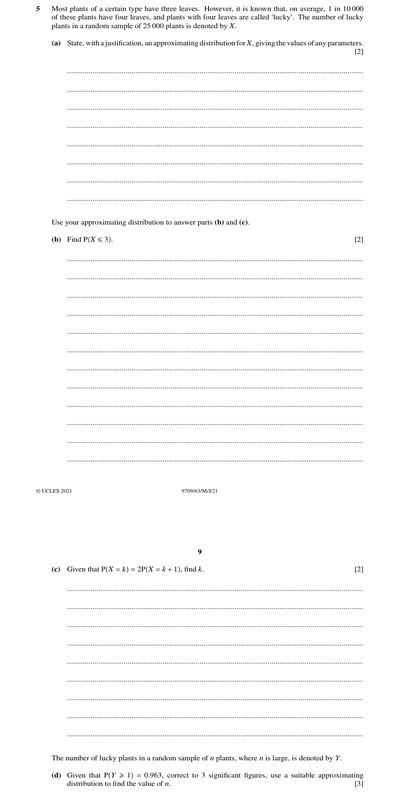 5 Most plants of a certain type have three leaves. However, it is known that, on average, 1 in 10 000
of these plants have four leaves, and plants with four leaves are called ‘lucky’. The number of lucky
plants in a random sample of 25 000 plants is denoted by X.
(a) State, with a justification, an approximating distribution for X, giving the values of any parameters.
[2]
Use your approximating distribution to answer parts (b) and (c).
(b) Find P(X ⩽ 3). [2]
© UCLES 2021 9709/63/M/J/21
9
(c) Given that P(X = k) = 2P(X = k + 1), find k. [2]
The number of lucky plants in a random sample of n plants, where n is large, is denoted by Y.
(d) Given that P(Y ⩾ 1) = 0.963, correct to 3 significant figures, use a suitable approximating
distribution to find the value of n. [3]